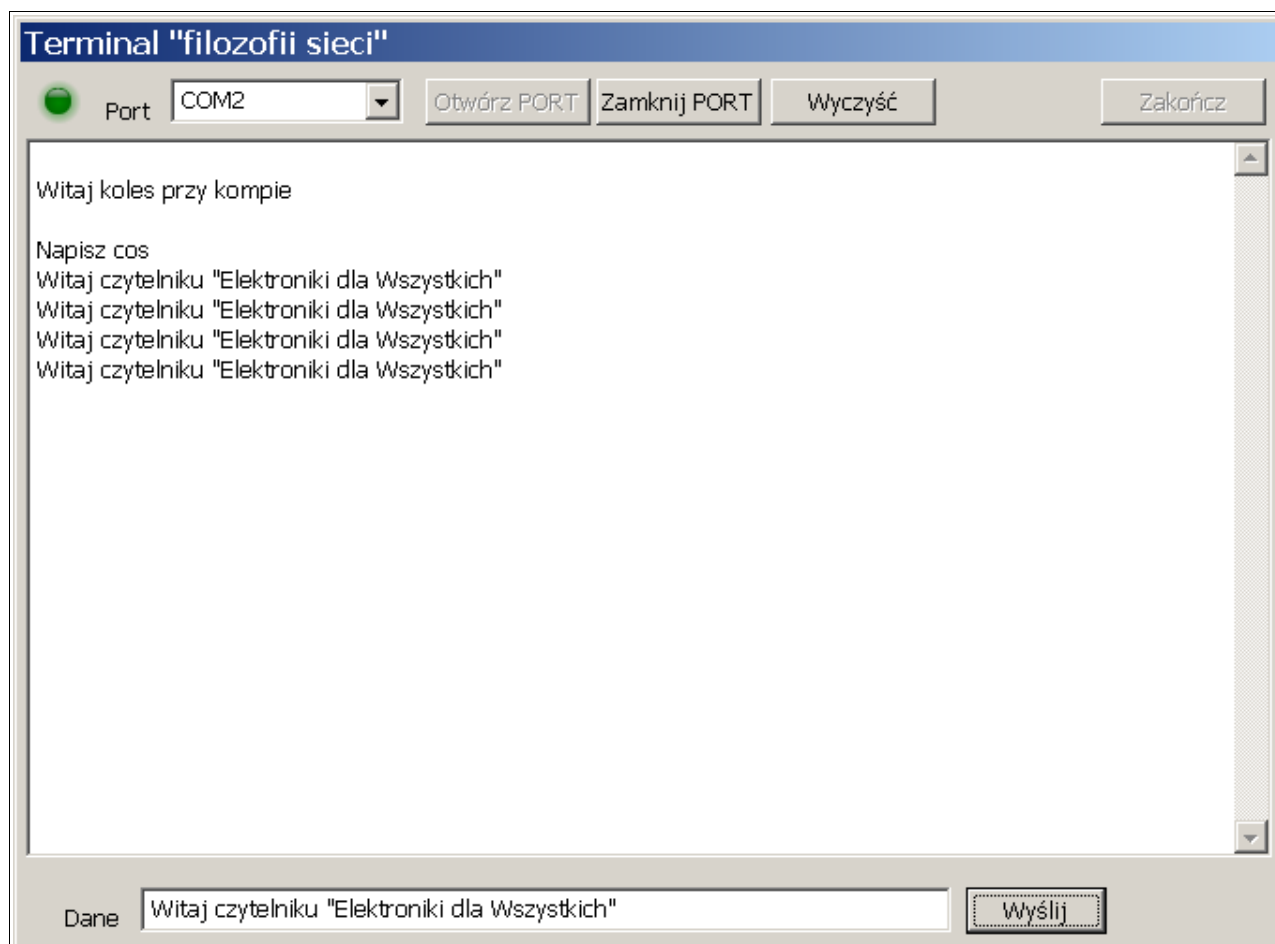 Terminal "filozofii sieci"
Port COM2 Otwórz PORT Zamknij PORT Wyczyść Zakończ
Witaj koles przy kompie
Napisz cos
Witaj czytelniku "Elektroniki dla Wszystkich"
Witaj czytelniku "Elektroniki dla Wszystkich"
Witaj czytelniku "Elektroniki dla Wszystkich"
Witaj czytelniku "Elektroniki dla Wszystkich"
Dane Witaj czytelniku "Elektroniki dla Wszystkich" Wyślij